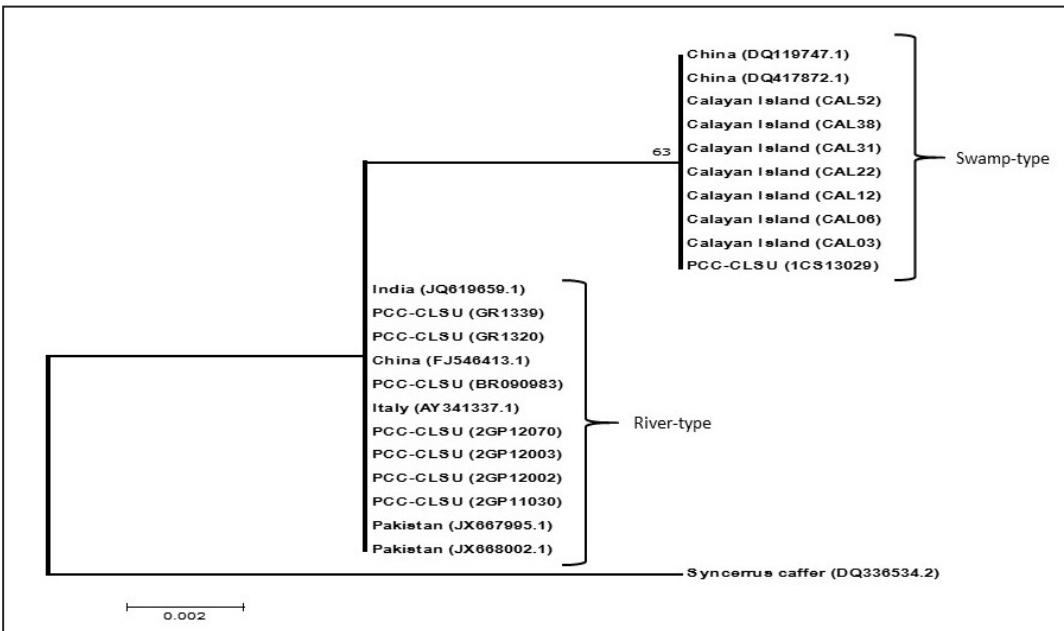 China (DQ119747.1)
China (DQ417872.1)
Calayan Island (CAL52)
Calayan Island (CAL38)
63
Calayan Island (CAL31)
Swamp-type
Calayan Island (CAL22)
Calayan Island (CAL12)
Calayan Island (CAL06)
Calayan Island (CAL03)
PCC-CLSU (1CS13029)
India (JQ619659.1)
PCC-CLSU (GR1339)
PCC-CLSU (GR1320)
China (FJ546413.1)
PCC-CLSU (BR090983)
Italy (AY341337.1)
River-type
PCC-CLSU (2GP12070)
PCC-CLSU (2GP12003)
PCC-CLSU (2GP12002)
PCC-CLSU (2GP11030)
Pakistan (JX667995.1)
Pakistan (JX668002.1)
Syncerrus caffer (DQ336534.2)
0.002